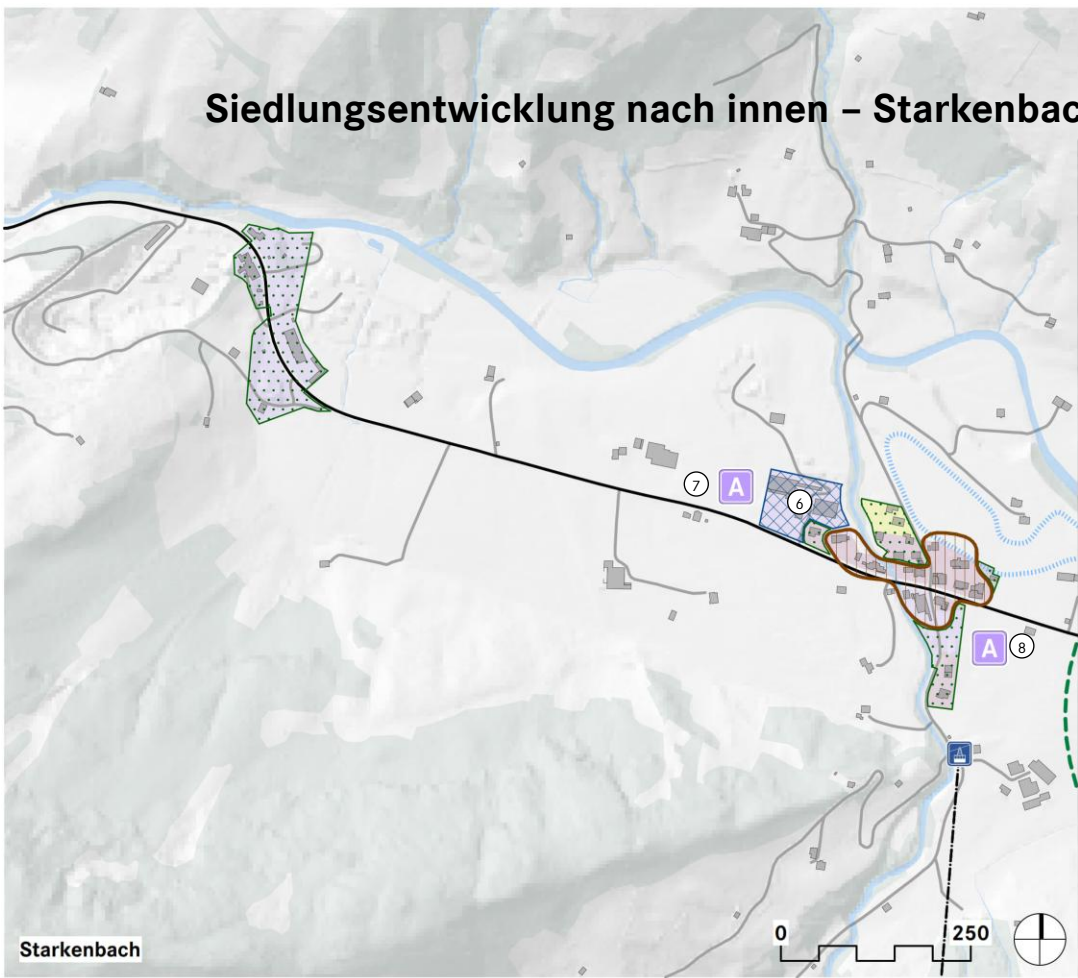 Siedlungsentwicklung nach innen – Starkenbac
7 A 6
A 8
0 250
Starkenbach